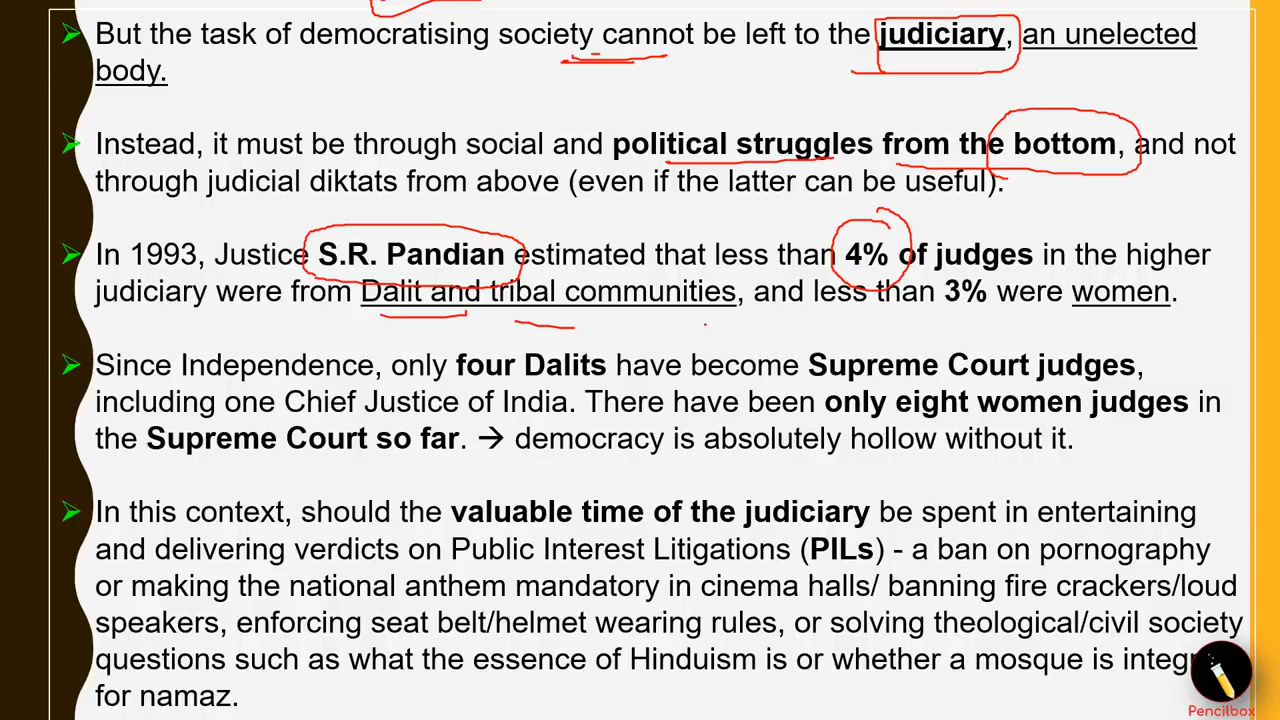 But the task of democratising society cannot be left to the judiciary, an unelected
body.
Instead, it must be through social and political struggles from the bottom, and not
through judicial diktats from above (even if the latter can be useful).
In 1993, Justice S.R. Pandian estimated that less than 4% of judges in the higher
judiciary were from Dalit and tribal communities, and less than 3% were women.
Since Independence, only four Dalits have become Supreme Court judges,
including one Chief Justice of India. There have been only eight women judges in
the Supreme Court so far. → democracy is absolutely hollow without it.
In this context, should the valuable time of the judiciary be spent in entertaining
and delivering verdicts on Public Interest Litigations (PILs) - a ban on pornography
or making the national anthem mandatory in cinema halls/ banning fire crackers/loud
speakers, enforcing seat belt/helmet wearing rules, or solving theological/civil society
questions such as what the essence of Hinduism is or whether a mosque is
for namaz.
Pencilbox